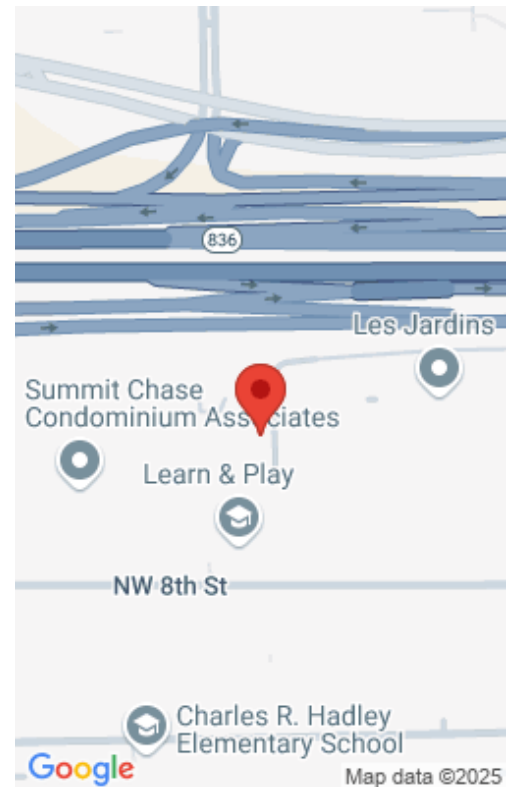 836
Les Jardins
Summit Chase
Condominium Associates
Learn & Play
NW 8th St
Charles R. Hadley
Elementary School
Google
Map data ©2025